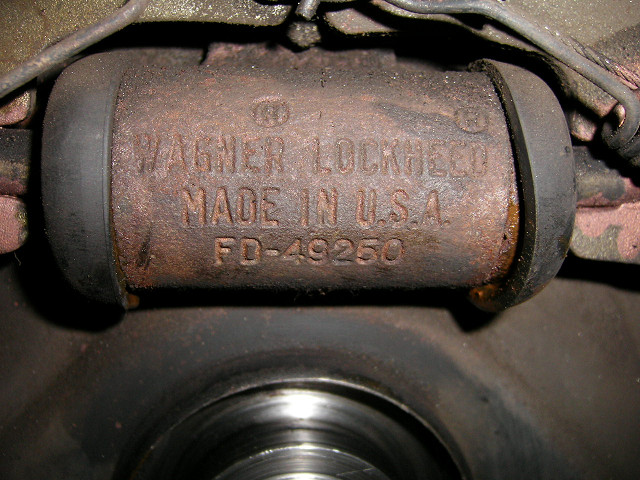 WAGNER LOCKHEED
MADE IN U.S.A.
FD-49250